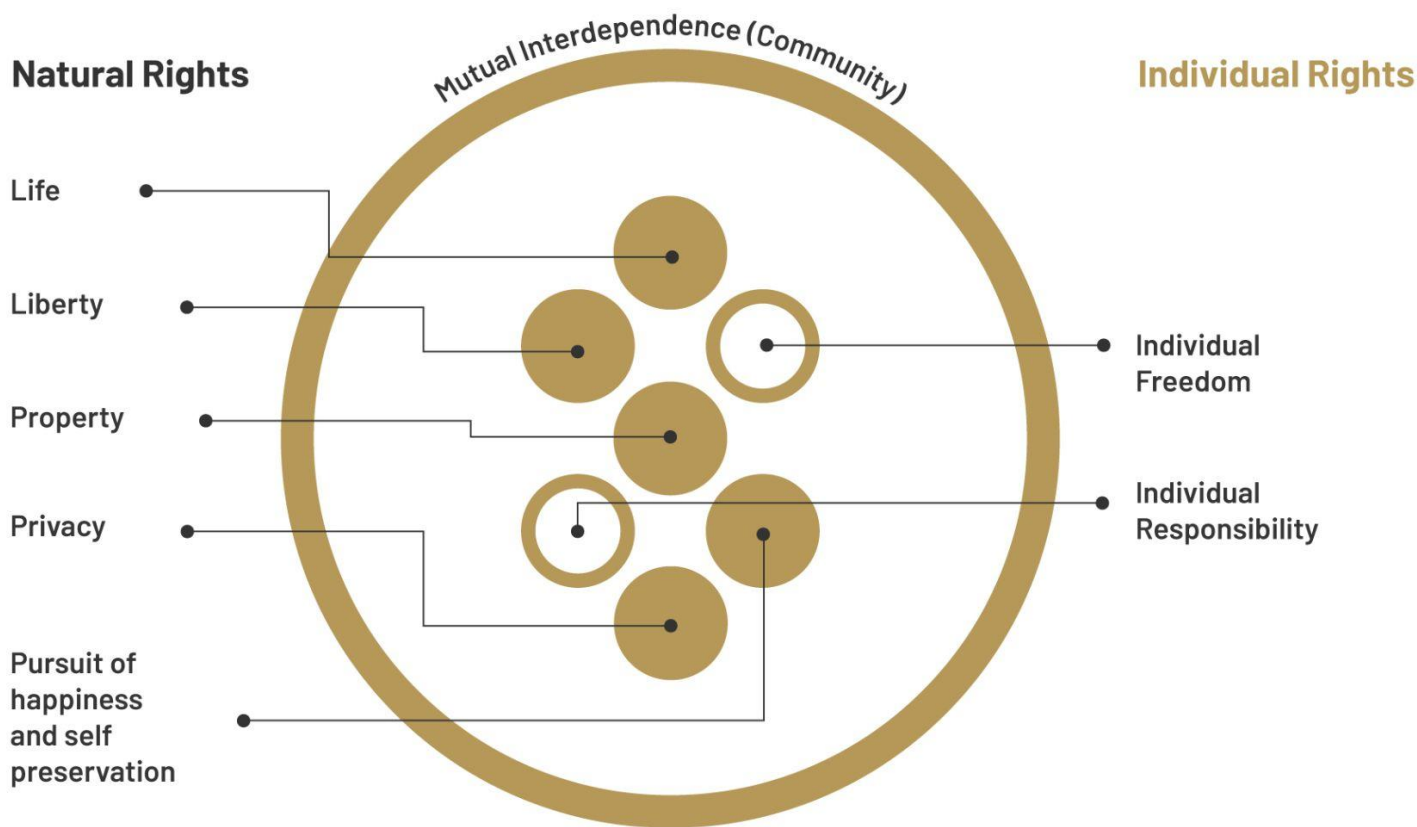 Mutual Interdependence (Community)
Natural Rights
Individual Rights
Life
Liberty
Property
Privacy
Pursuit of
happiness
and self
preservation
Individual
Freedom
Individual
Responsibility